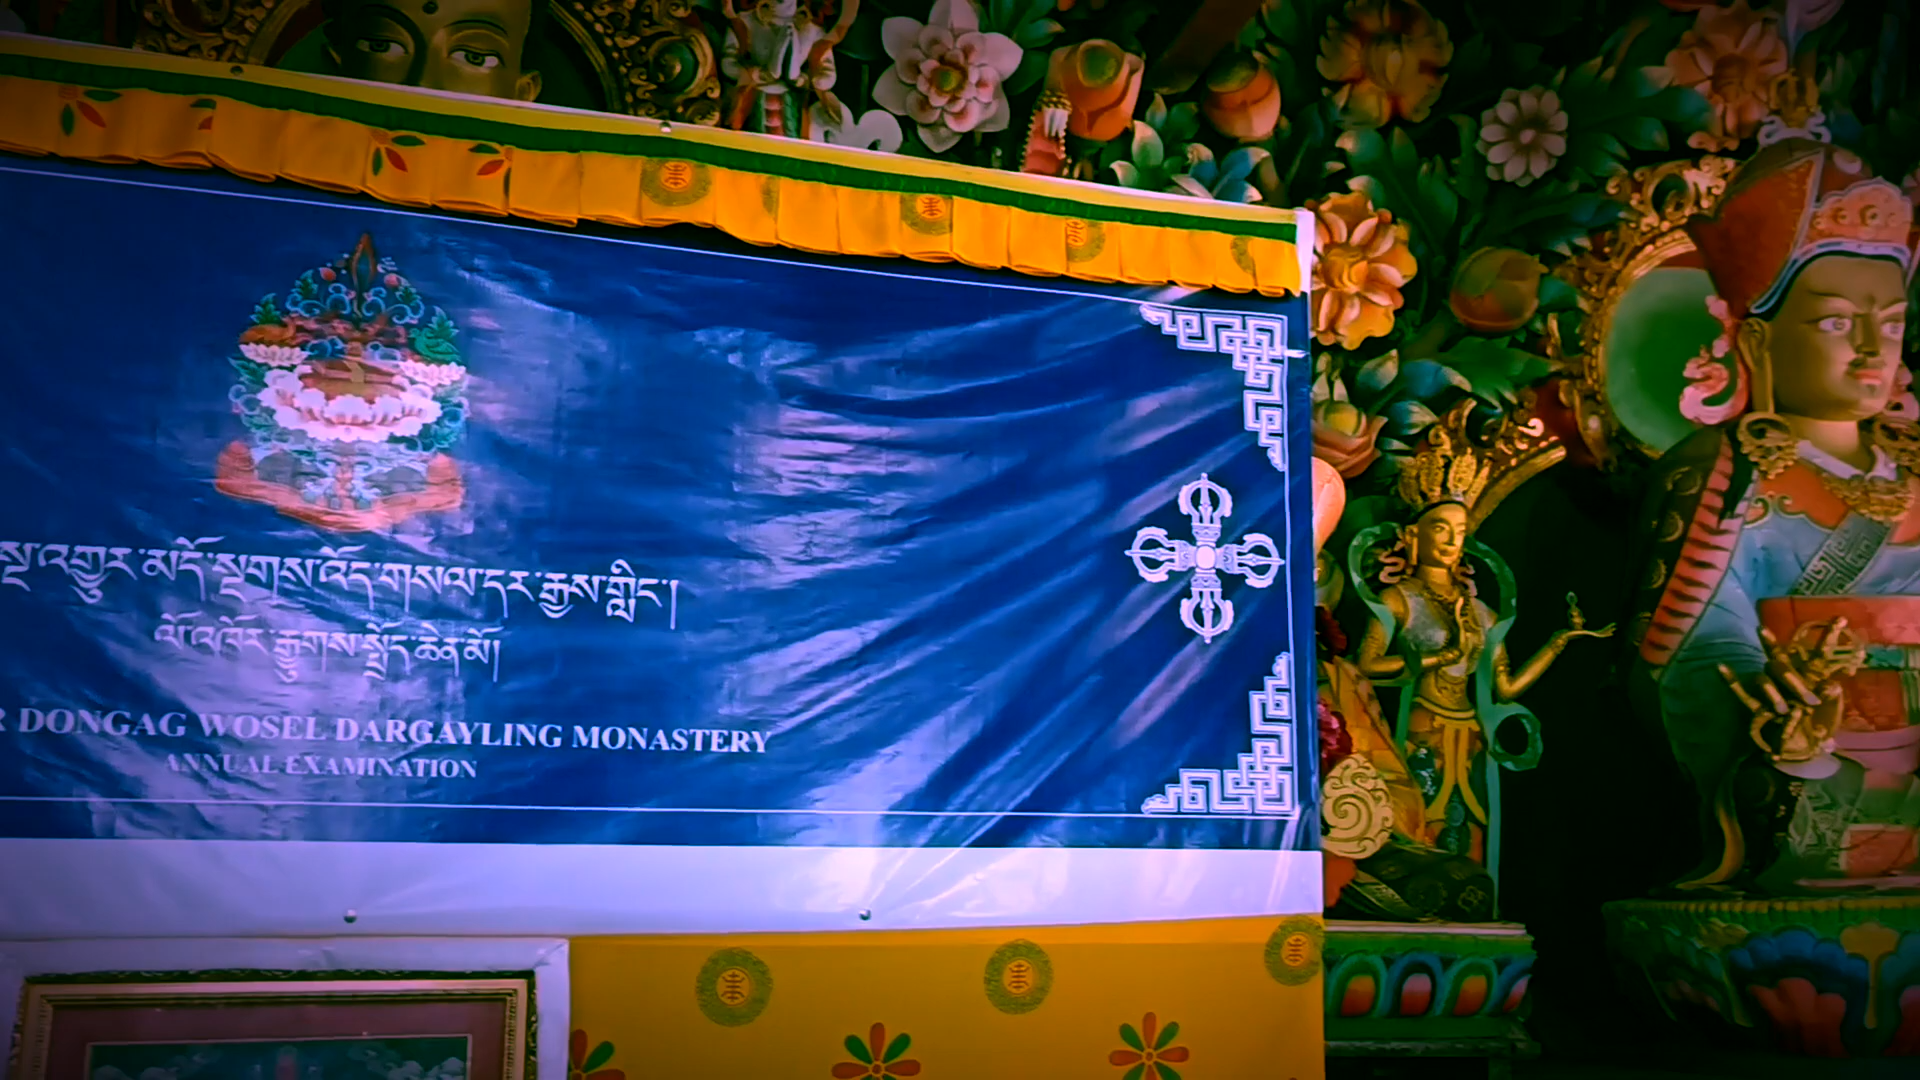 འགྱུར་མདོ་སྔགས་འོད་གསལ་དར་རྒྱས་གླིང་།
ལོ་འཁོར་རྒྱུགས་སྤྲོད་ཆེན་མོ།
R DONGAG WOSEL DARGAYLING MONASTERY
ANNUAL EXAMINATION